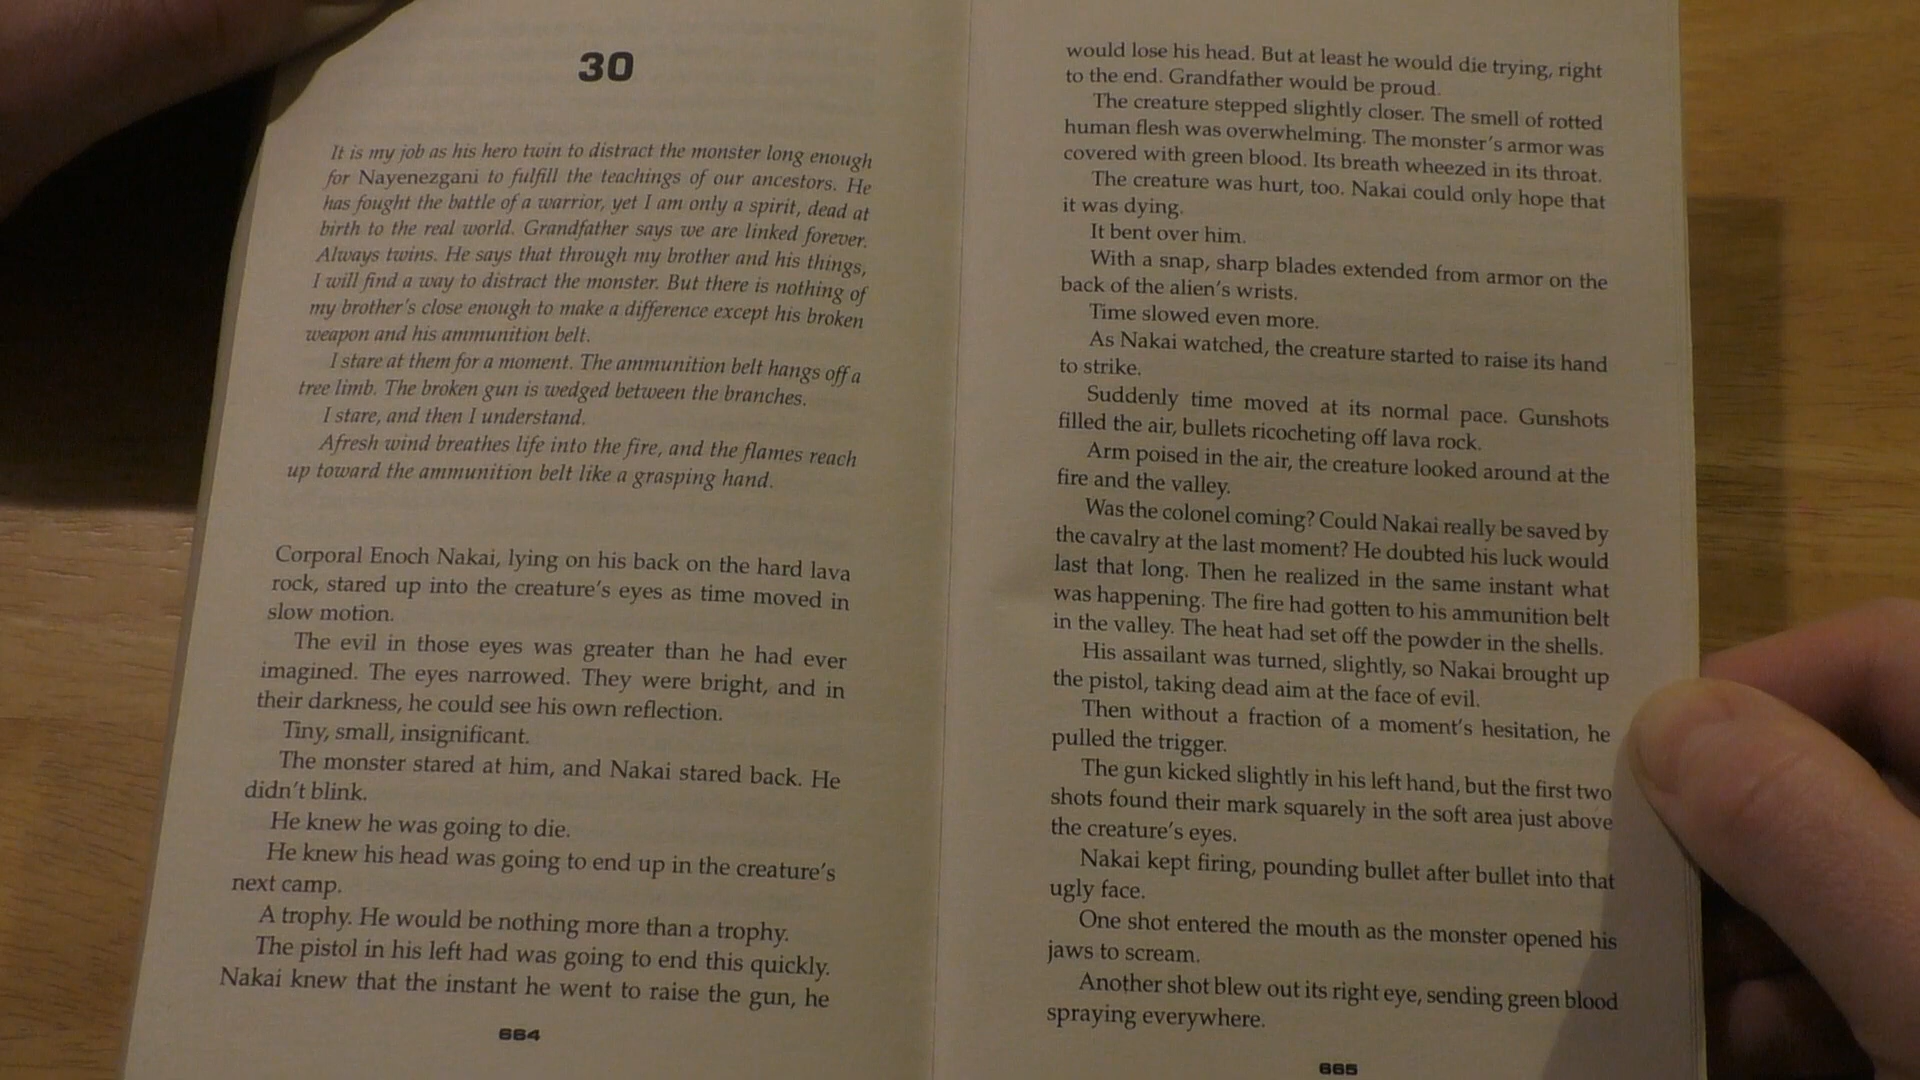 30
It is my job as his hero twin to distract the monster long enough
for Nayenezgani to fulfill the teachings of our ancestors. He
has fought the battle of a warrior, yet I am only a spirit, dead at
birth to the real world. Grandfather says we are linked forever.
Always twins. He says that through my brother and his things,
I will find a way to distract the monster. But there is nothing of
my brother's close enough to make a difference except his broken
weapon and his ammunition belt.
I stare at them for a moment. The ammunition belt hangs off a
tree limb. The broken gun is wedged between the branches.
I stare, and then I understand.
A fresh wind breathes life into the fire, and the flames reach
up toward the ammunition belt like a grasping hand.
Corporal Enoch Nakai, lying on his back on the hard lava
rock, stared up into the creature's eyes as time moved in
slow motion.
The evil in those eyes was greater than he had ever
imagined. The eyes narrowed. They were bright, and in
their darkness, he could see his own reflection.
Tiny, small, insignificant.
The monster stared at him, and Nakai stared back. He
didn't blink.
He knew he was going to die.
He knew his head was going to end up in the creature's
next camp.
A trophy. He would be nothing more than a trophy.
The pistol in his left had was going to end this quickly.
Nakai knew that the instant he went to raise the gun, he
664
would lose his head. But at least he would die trying, right
to the end. Grandfather would be proud.
The creature stepped slightly closer. The smell of rotted
human flesh was overwhelming. The monster's armor was
covered with green blood. Its breath wheezed in its throat.
The creature was hurt, too. Nakai could only hope that
it was dying.
It bent over him.
With a snap, sharp blades extended from armor on the
back of the alien's wrists.
Time slowed even more.
As Nakai watched, the creature started to raise its hand
to strike.
Suddenly time moved at its normal pace. Gunshots
filled the air, bullets ricocheting off lava rock.
Arm poised in the air, the creature looked around at the
fire and the valley.
Was the colonel coming? Could Nakai really be saved by
the cavalry at the last moment? He doubted his luck would
last that long. Then he realized in the same instant what
was happening. The fire had gotten to his ammunition belt
in the valley. The heat had set off the powder in the shells.
His assailant was turned, slightly, so Nakai brought up
the pistol, taking dead aim at the face of evil.
Then without a fraction of a moment's hesitation, he
pulled the trigger.
The gun kicked slightly in his left hand, but the first two
shots found their mark squarely in the soft area just above
the creature's eyes.
Nakai kept firing, pounding bullet after bullet into that
ugly face.
One shot entered the mouth as the monster opened his
jaws to scream.
Another shot blew out its right eye, sending green blood
spraying everywhere.
665